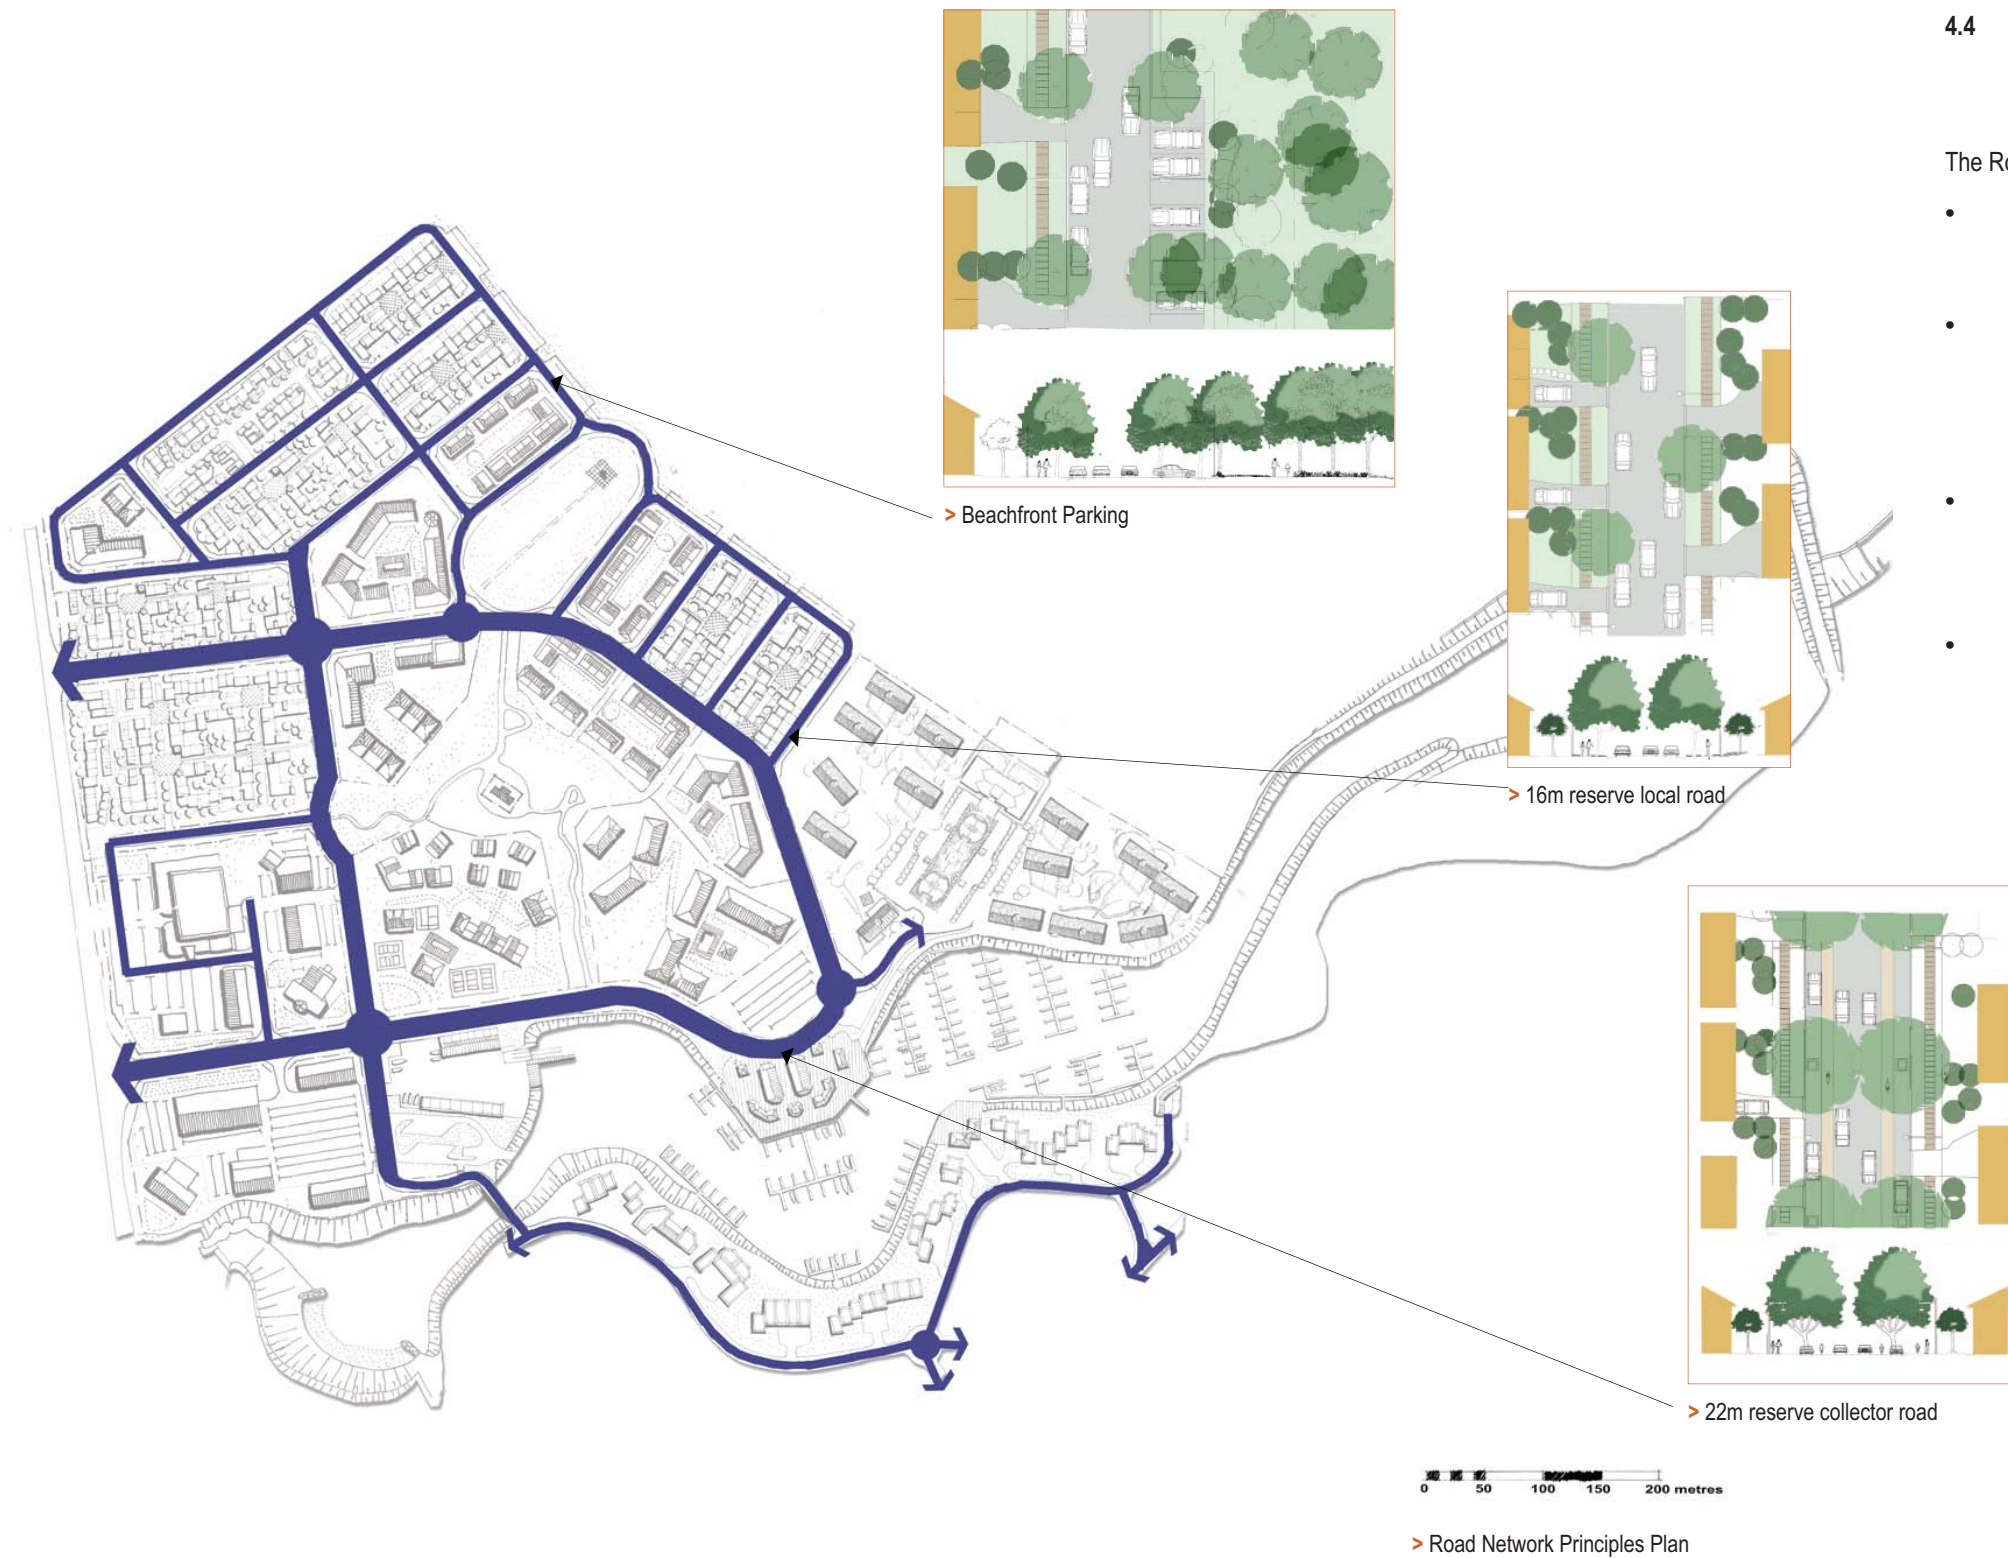 4.4
The Ro
•
•
•
•
> Beachfront Parking
> 16m reserve local road
> 22m reserve collector road
0 50 100 150 200 metres
> Road Network Principles Plan